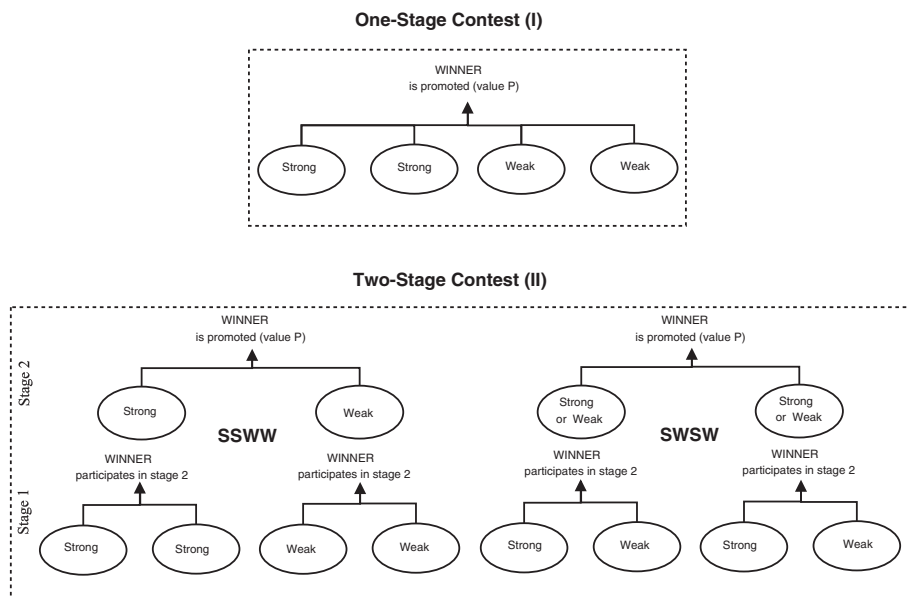 One-Stage Contest (I)
WINNER
is promoted (value P)
Strong
Strong
Weak
Weak
Two-Stage Contest (II)
Stage 2
WINNER
is promoted (value P)
Strong
Weak
SSWW
WINNER
is promoted (value P)
Strong
or Weak
Strong
or Weak
SWSW
Stage 1
WINNER
participates in stage 2
WINNER
participates in stage 2
WINNER
participates in stage 2
WINNER
participates in stage 2
Strong
Strong
Weak
Weak
Strong
Weak
Strong
Weak